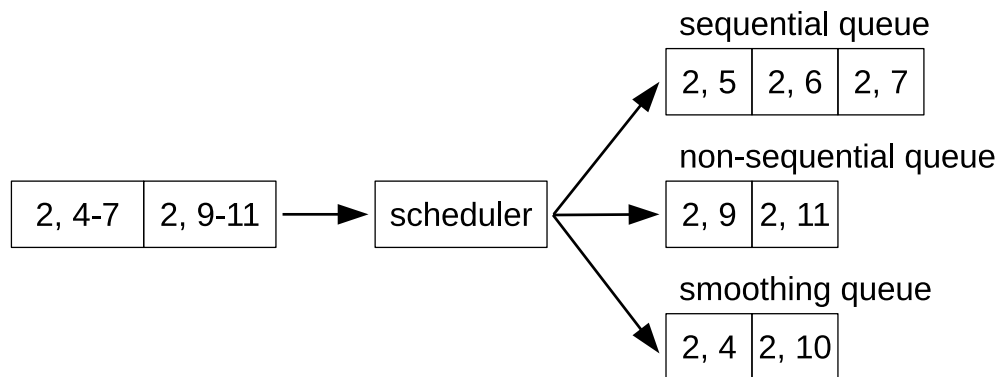 sequential queue
2, 5 2, 6 2, 7
non-sequential queue
2, 4-7 2, 9-11 scheduler 2, 9 2, 11
smoothing queue
2, 4 2, 10